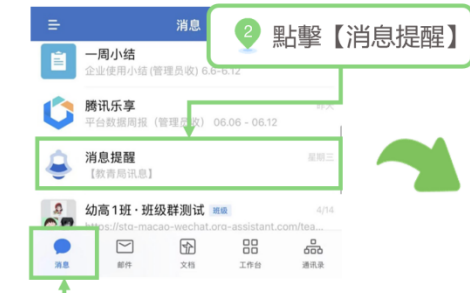 消息
2 點擊【消息提醒】
一周小结
企业使用小结(管理员收) 6.6-6.12
腾讯乐享
昨天
平台数据周报（管理员收） 06.06 - 06.12
消息提醒
星期三
【教青局讯息】
幼高1班·班级群测试 班级
4/14
https://stg-macao-wechat.org-assistant.com/tea...
消息
邮件
文档
工作台
通讯录